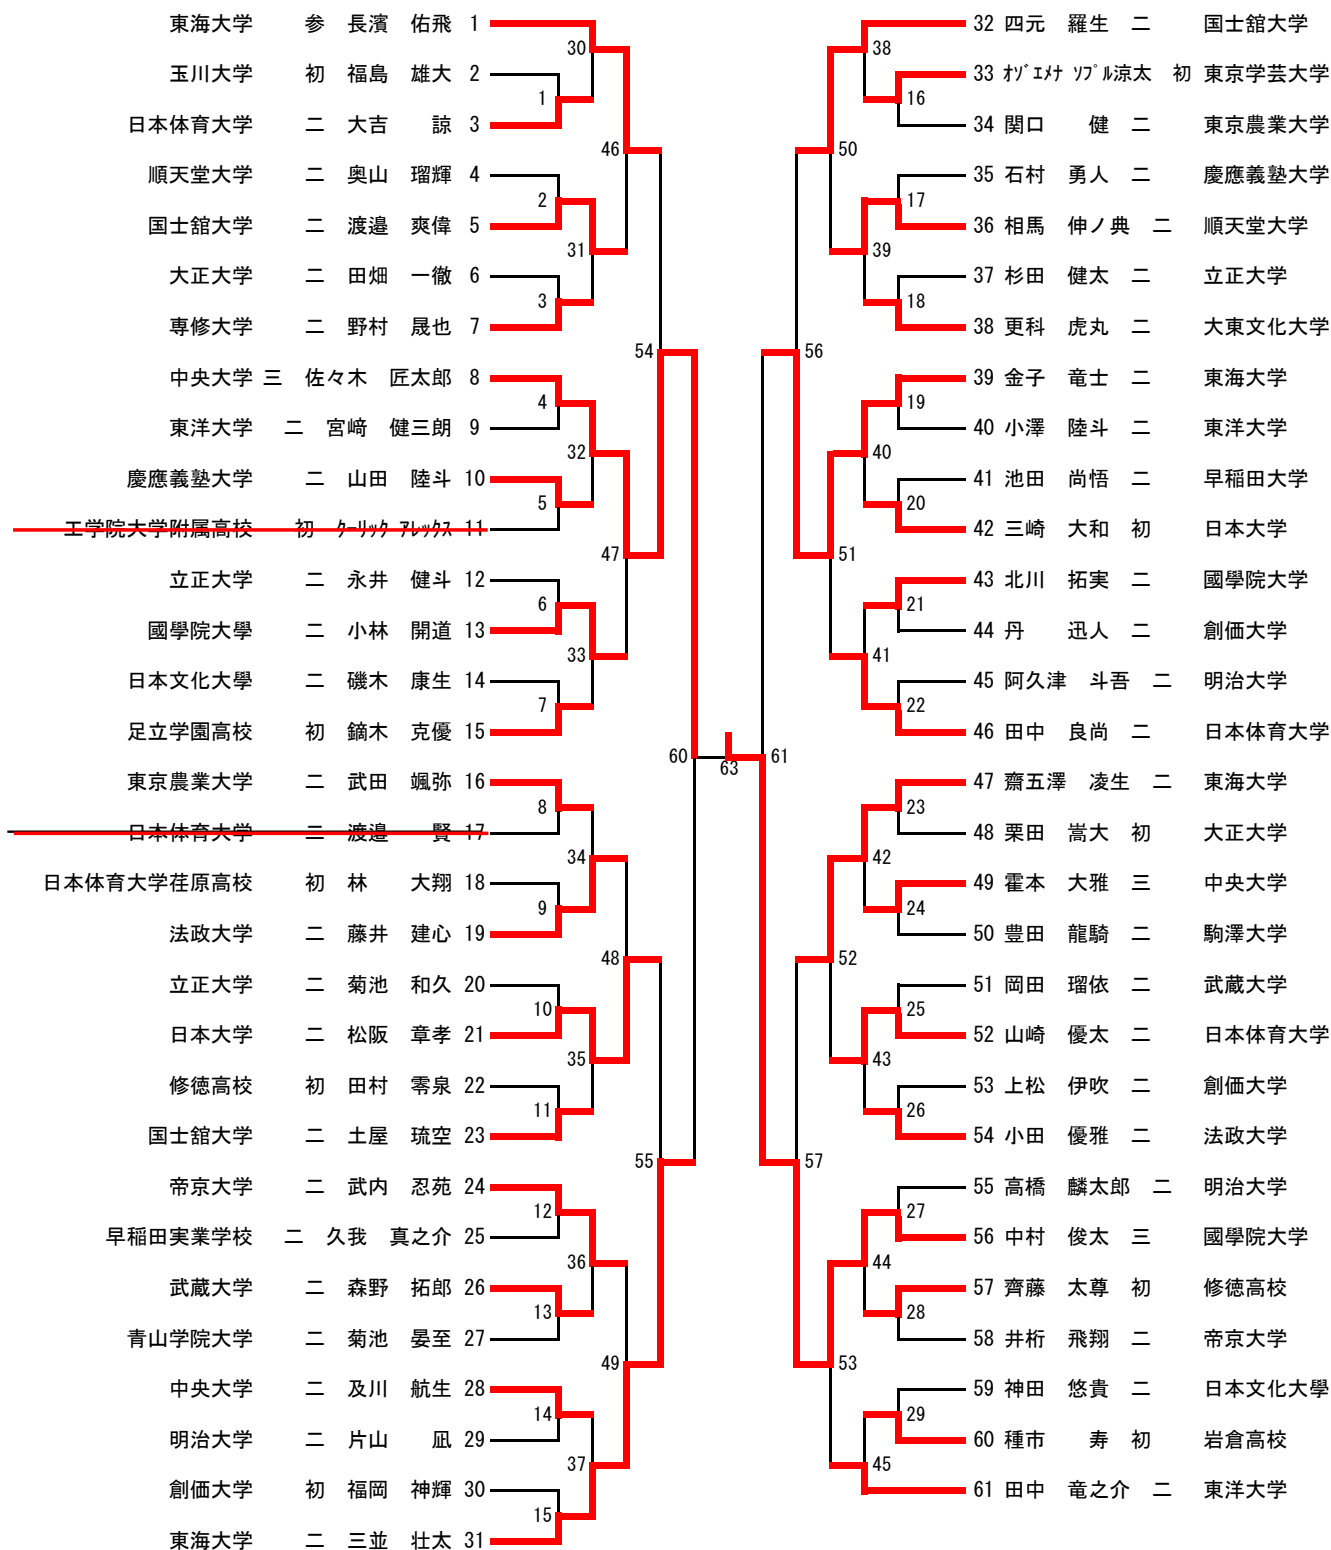 東海大学 参 長濱 佑飛 1
玉川大学 初 福島 雄大 2
日本体育大学 二 大吉 諒 3
順天堂大学 二 奥山 瑠輝 4
国士舘大学 二 渡邉 爽偉 5
大正大学 二 田畑 一徹 6
専修大学 二 野村 晟也 7
中央大学 三 佐々木 匠太郎 8
東洋大学 二 宮﨑 健三朗 9
慶應義塾大学 二 山田 陸斗 10
工学院大学附属高校 初 ｸｰﾘｯｸ ｱﾚｯｸｽ 11
立正大学 二 永井 健斗 12
國學院大學 二 小林 開道 13
日本文化大學 二 磯木 康生 14
足立学園高校 初 鏑木 克優 15
東京農業大学 二 武田 颯弥 16
日本体育大学 二 渡邉 賢 17
日本体育大学荏原高校 初 林 大翔 18
法政大学 二 藤井 建心 19
立正大学 二 菊池 和久 20
日本大学 二 松阪 章孝 21
修徳高校 初 田村 零泉 22
国士舘大学 二 土屋 琉空 23
帝京大学 二 武内 忍苑 24
早稲田実業学校 二 久我 真之介 25
武蔵大学 二 森野 拓郎 26
青山学院大学 二 菊池 晏至 27
中央大学 二 及川 航生 28
明治大学 二 片山 凪 29
創価大学 初 福岡 神輝 30
東海大学 二 三並 壮太 31
1
2
3
4
5
6
7
8
9
10
11
12
13
14
15
30
31
32
33
34
35
36
37
46
47
48
49
54
55
60
63
61
56
57
50
51
52
53
38
39
40
41
42
43
44
45
16
17
18
19
20
21
22
23
24
25
26
27
28
29
32 四元 羅生 二 国士舘大学
33 ｵｿﾞｴﾒﾅ ｿﾌﾟﾙ涼太 初 東京学芸大学
34 関口 健 二 東京農業大学
35 石村 勇人 二 慶應義塾大学
36 相馬 伸ノ典 二 順天堂大学
37 杉田 健太 二 立正大学
38 更科 虎丸 二 大東文化大学
39 金子 竜士 二 東海大学
40 小澤 陸斗 二 東洋大学
41 池田 尚悟 二 早稲田大学
42 三崎 大和 初 日本大学
43 北川 拓実 二 國學院大学
44 丹 迅人 二 創価大学
45 阿久津 斗吾 二 明治大学
46 田中 良尚 二 日本体育大学
47 齋五澤 凌生 二 東海大学
48 栗田 嵩大 初 大正大学
49 霍本 大雅 三 中央大学
50 豊田 龍騎 二 駒澤大学
51 岡田 瑠依 二 武蔵大学
52 山崎 優太 二 日本体育大学
53 上松 伊吹 二 創価大学
54 小田 優雅 二 法政大学
55 高橋 麟太郎 二 明治大学
56 中村 俊太 三 國學院大学
57 齊藤 太尊 初 修徳高校
58 井桁 飛翔 二 帝京大学
59 神田 悠貴 二 日本文化大學
60 種市 寿 初 岩倉高校
61 田中 竜之介 二 東洋大学